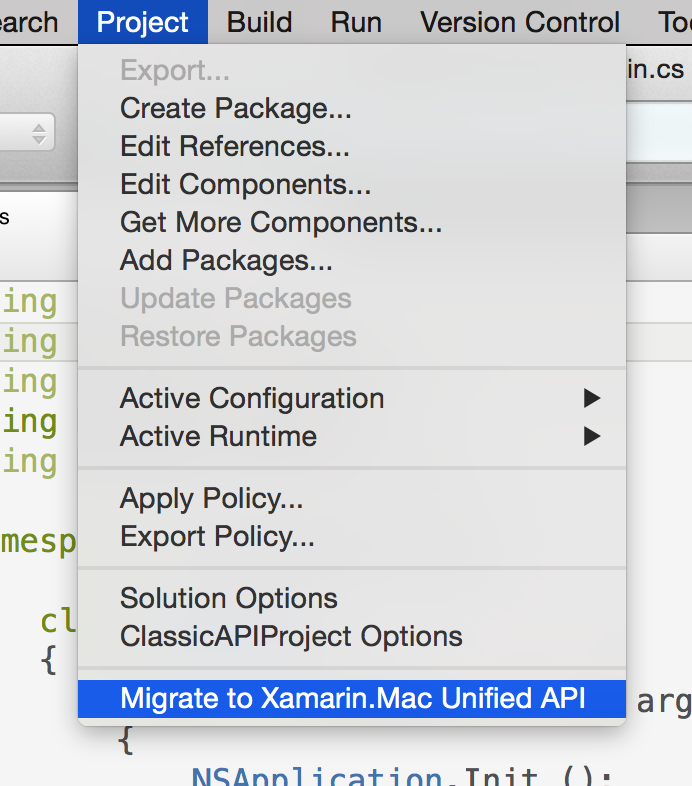 earch Project Build Run Version Control Too
in.cs
Export...
Create Package...
Edit References...
Edit Components...
s
Get More Components...
Add Packages...
ing Update Packages
ing Restore Packages
ing Active Configuration
ing Active Runtime
ing
Apply Policy...
mesp Export Policy...
Solution Options
cl ClassicAPIProject Options
{
Migrate to Xamarin.Mac Unified API arg
{
NSApplication.Init ();